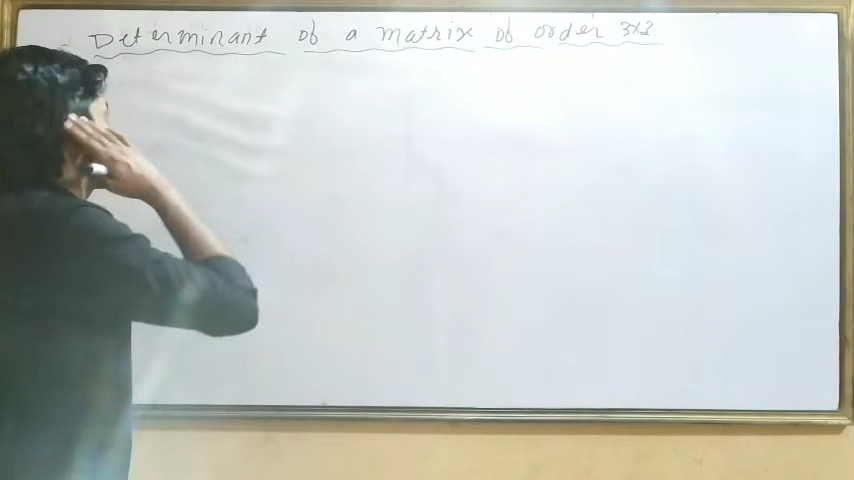 Determinant of a matrix of order 3x3